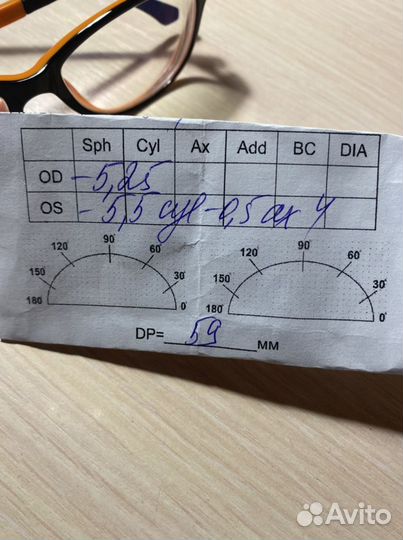 Sph Cyl Ax Add BC DIA
OD -5,25
OS -5,5 cyl -0,5 ax 4
120° 90° 60° 120° 90° 60°
150° 30° 150° 30°
180° 0° 180° 0°
DP= 59 мм
Avito